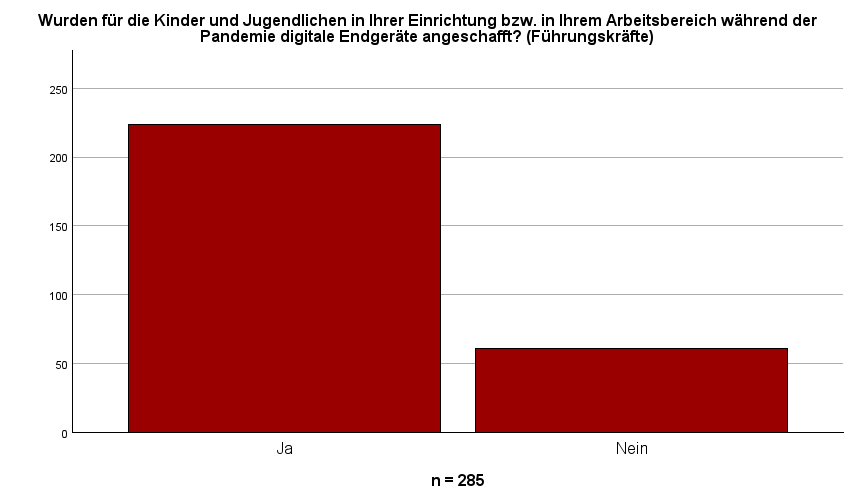 Wurden für die Kinder und Jugendlichen in Ihrer Einrichtung bzw. in Ihrem Arbeitsbereich während der
Pandemie digitale Endgeräte angeschafft? (Führungskräfte)
250
200
150
100
50
0
Ja Nein
n = 285